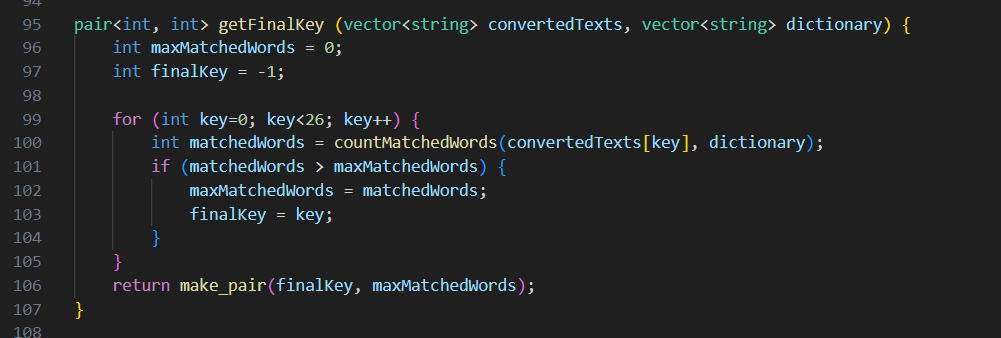 94
95 pair<int, int> getFinalKey (vector<string> convertedTexts, vector<string> dictionary) {
96     int maxMatchedWords = 0;
97     int finalKey = -1;
98
99     for (int key=0; key<26; key++) {
100         int matchedWords = countMatchedWords(convertedTexts[key], dictionary);
101         if (matchedWords > maxMatchedWords) {
102             maxMatchedWords = matchedWords;
103             finalKey = key;
104         }
105     }
106     return make_pair(finalKey, maxMatchedWords);
107 }
108